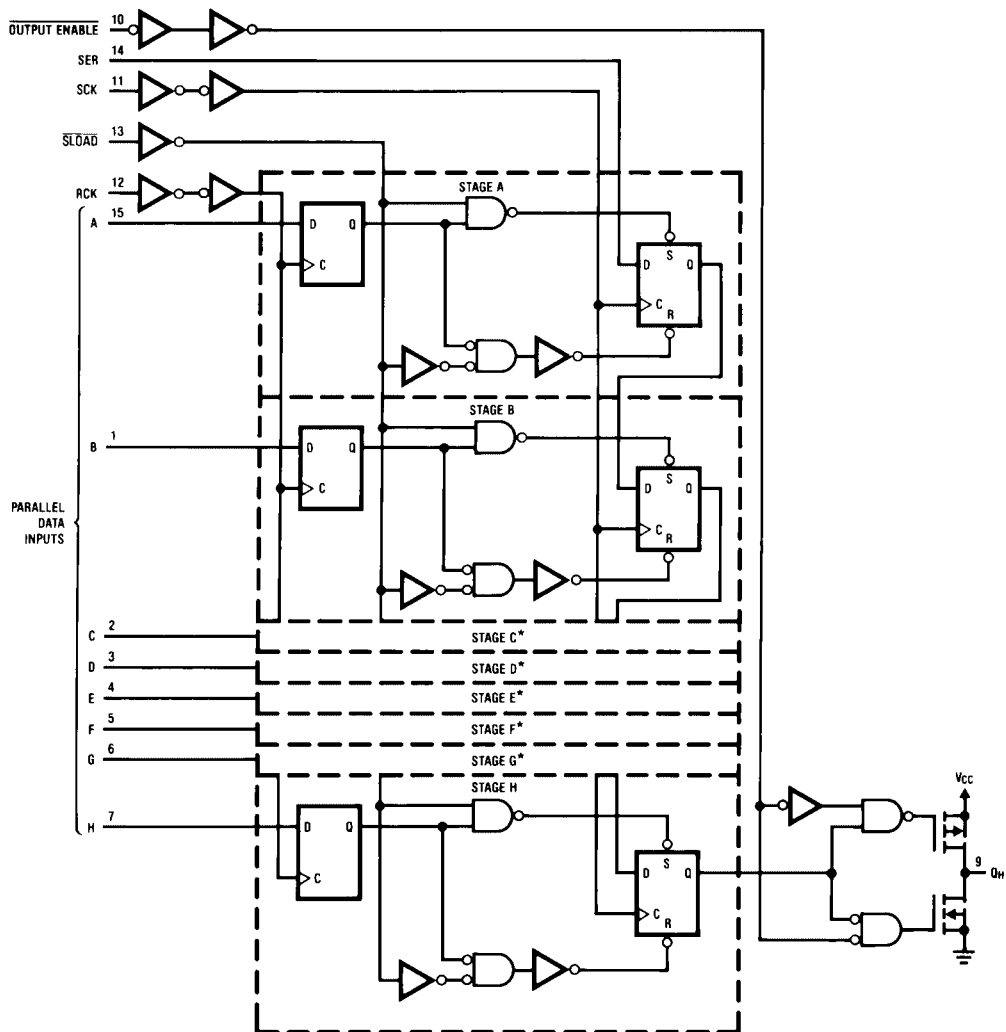 OUTPUT ENABLE 10
SER 14
SCK 11
SLOAD 13
RCK 12
A 15
STAGE A
D Q
C
S
D Q
C
R
STAGE B
B 1
D Q
C
S
D Q
C
R
PARALLEL
DATA
INPUTS
C 2
STAGE C*
D 3
STAGE D*
E 4
STAGE E*
F 5
STAGE F*
G 6
STAGE G*
STAGE H
H 7
D Q
C
S
D Q
C
R
VCC
9 QH